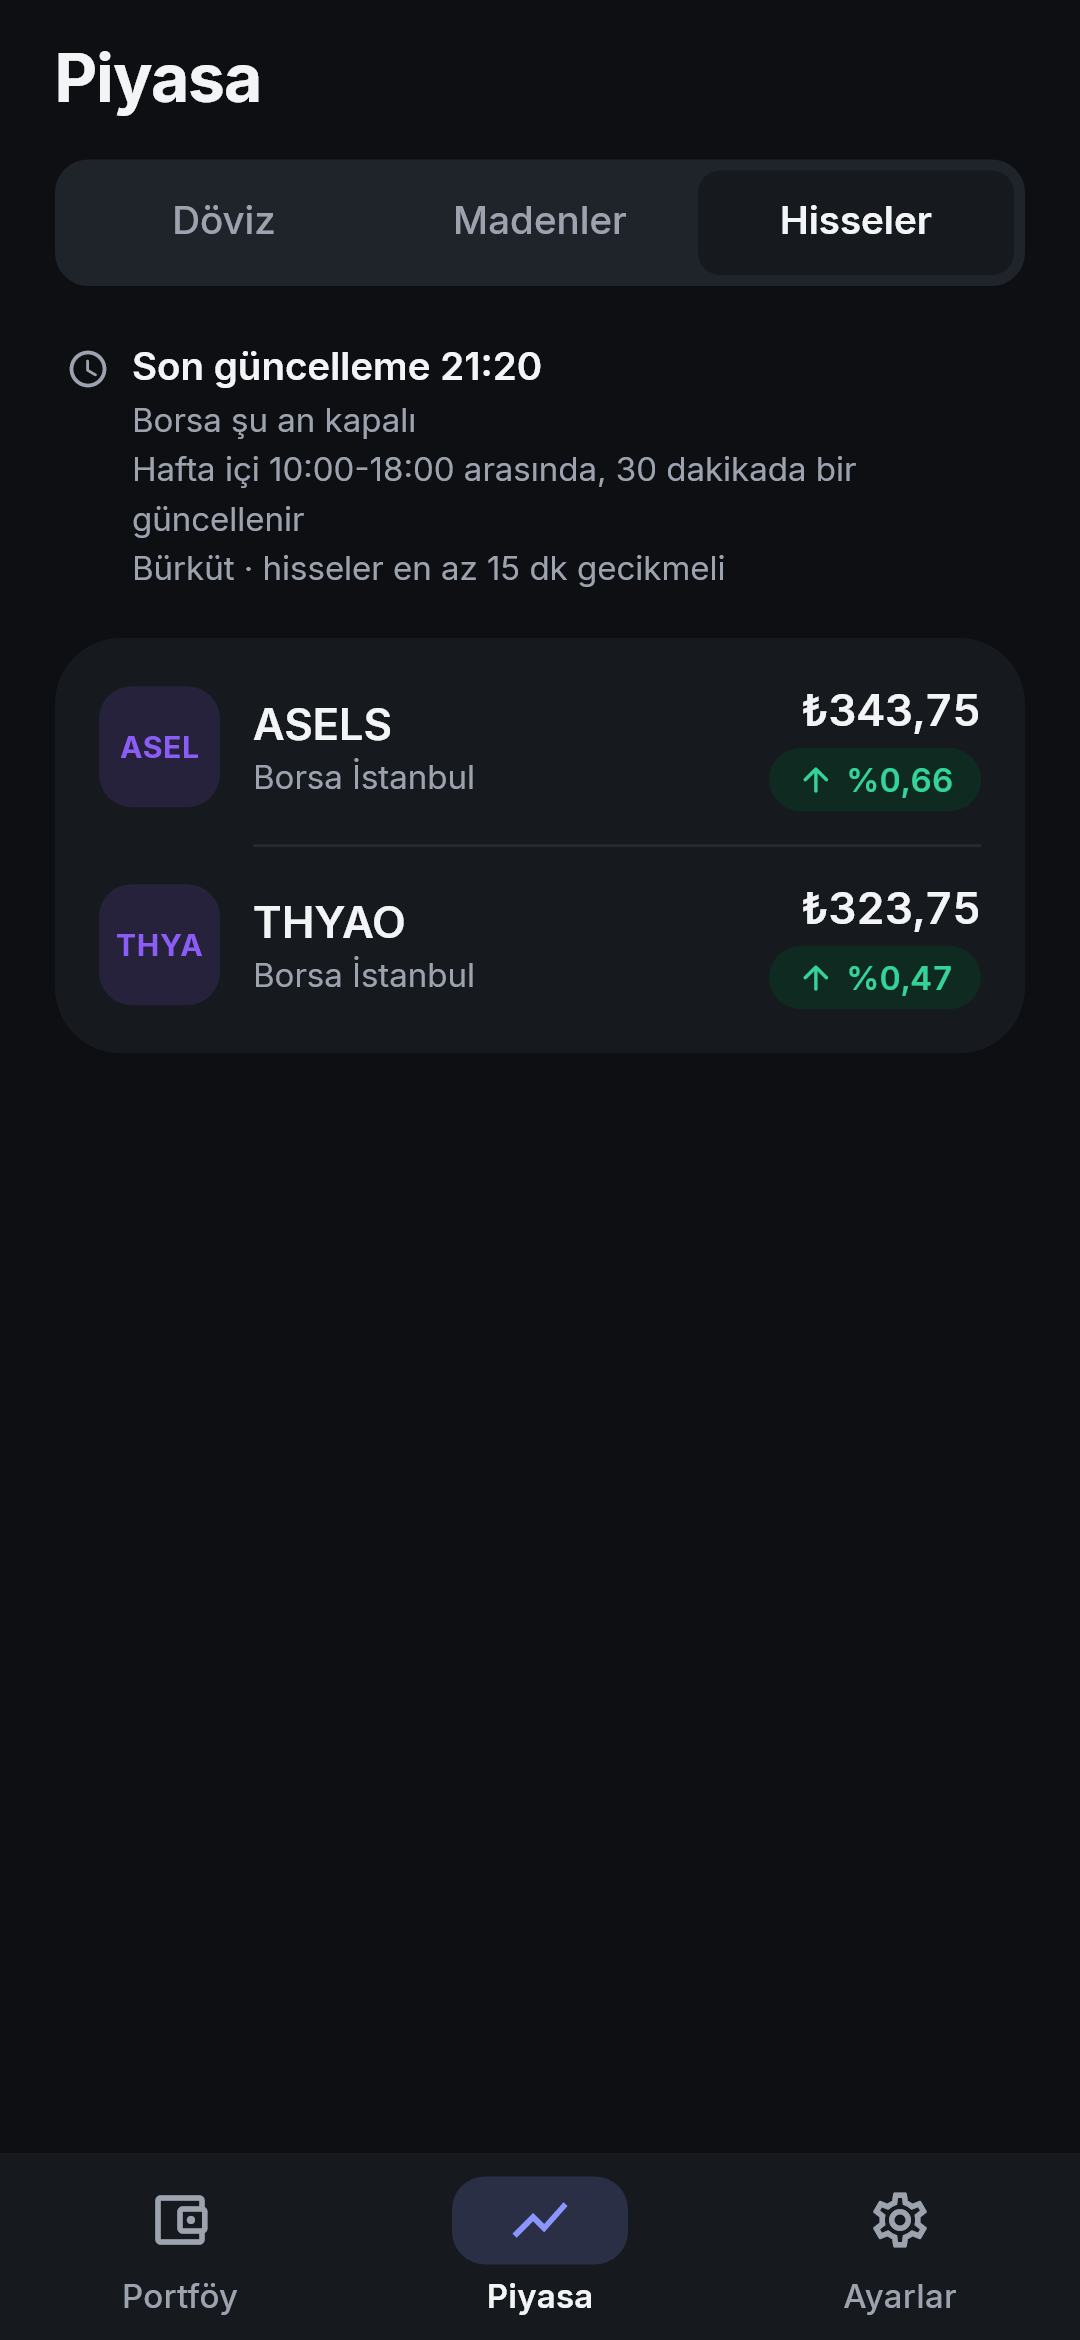 Piyasa
Döviz
Madenler
Hisseler
Son güncelleme 21:20
Borsa şu an kapalı
Hafta içi 10:00-18:00 arasında, 30 dakikada bir
güncellenir
Bürküt · hisseler en az 15 dk gecikmeli
ASEL
ASELS
Borsa İstanbul
₺343,75
↑ %0,66
THYA
THYAO
Borsa İstanbul
₺323,75
↑ %0,47
Portföy
Piyasa
Ayarlar